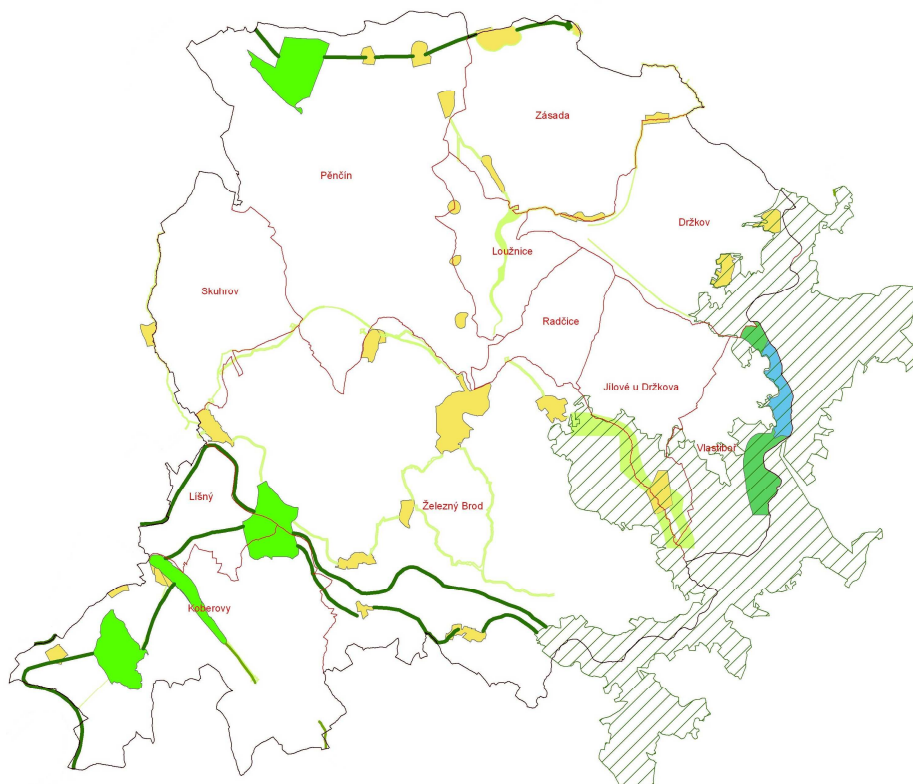 Zásada
Pěnčín
Držkov
Loužnice
Skuhrov
Radčice
Jílové u Držkova
Vlastiboř
Líšný
Železný Brod
Koberovy